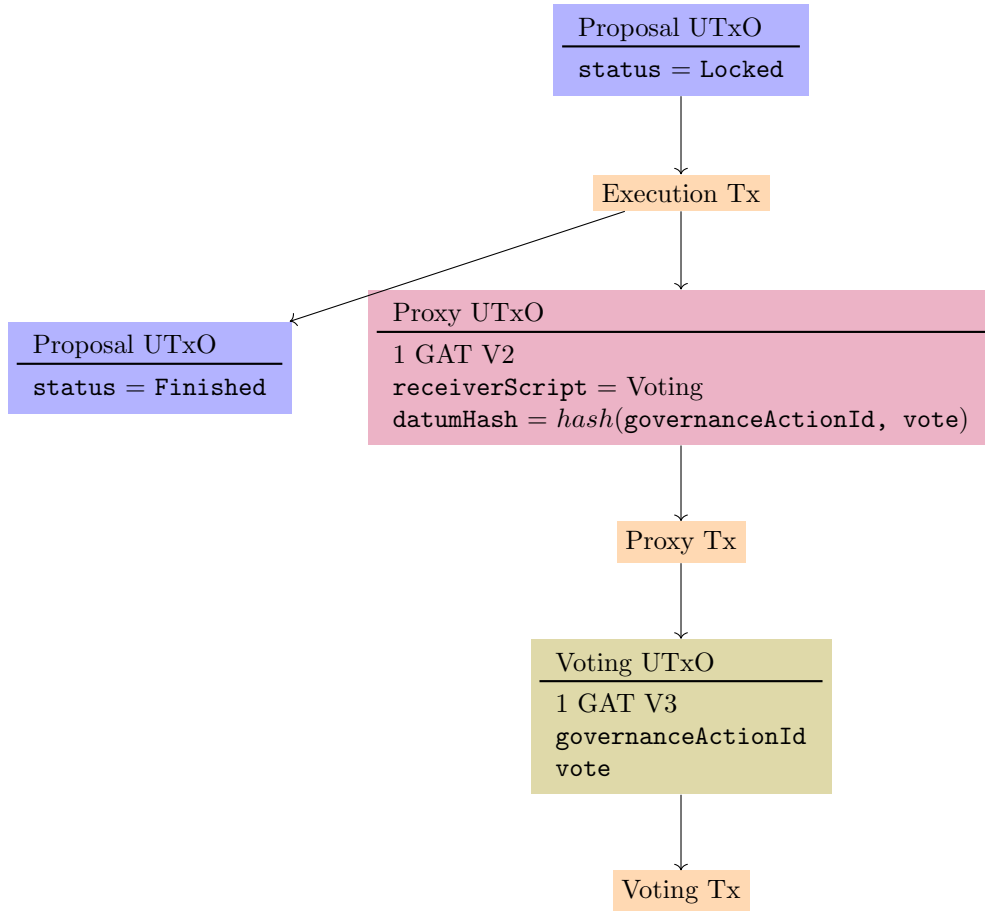 Proposal UTxO
status = Locked
Execution Tx
Proposal UTxO
status = Finished
Proxy UTxO
1 GAT V2
receiverScript = Voting
datumHash = hash(governanceActionId, vote)
Proxy Tx
Voting UTxO
1 GAT V3
governanceActionId
vote
Voting Tx